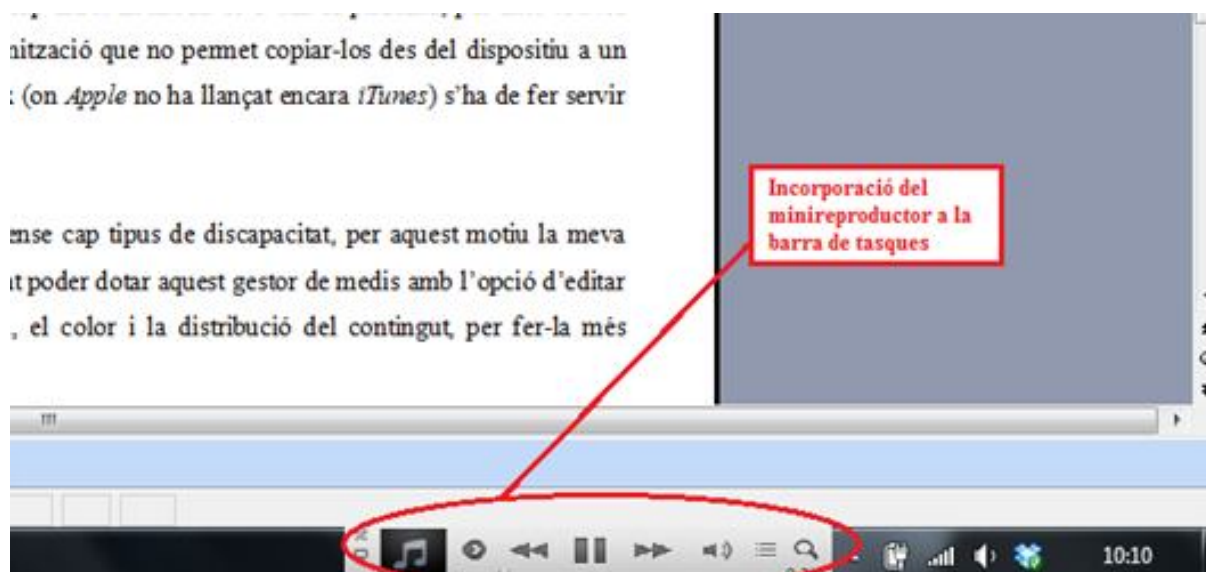 nització que no permet copiar-los des del dispositiu a un
(on Apple no ha llançat encara iTunes) s'ha de fer servir
ense cap tipus de discapacitat, per aquest motiu la meva
nt poder dotar aquest gestor de medis amb l'opció d'editar
, el color i la distribució del contingut, per fer-la més
Incorporació del
minireproductor a la
barra de tasques
10:10